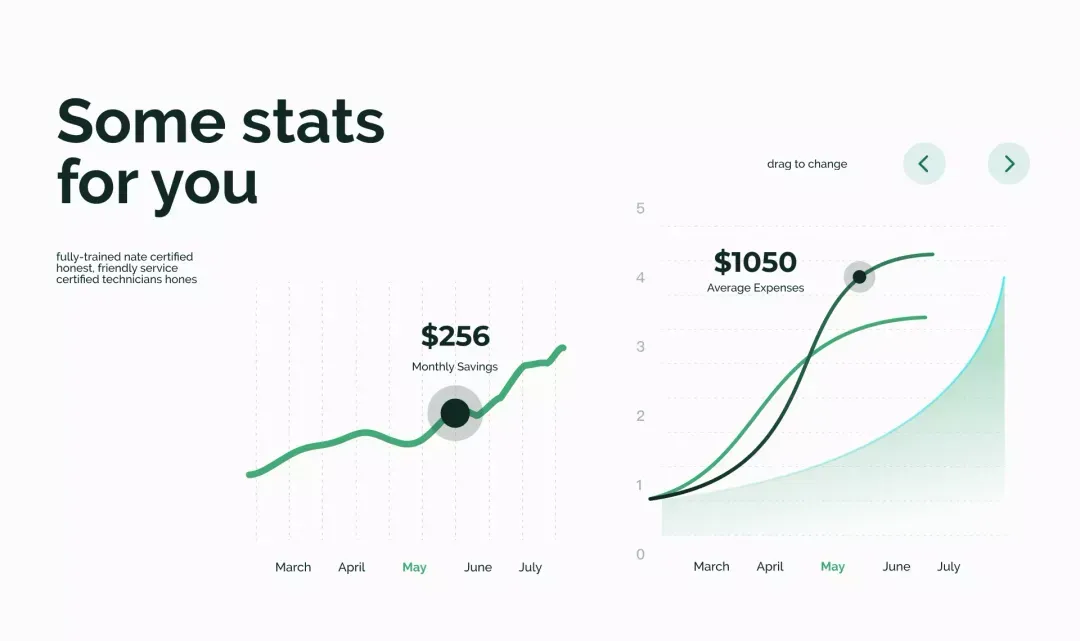 Some stats
for you
fully-trained nate certified
honest, friendly service
certified technicians hones
$256
Monthly Savings
March April May June July
drag to change
5
4
3
2
1
0
$1050
Average Expenses
March April May June July